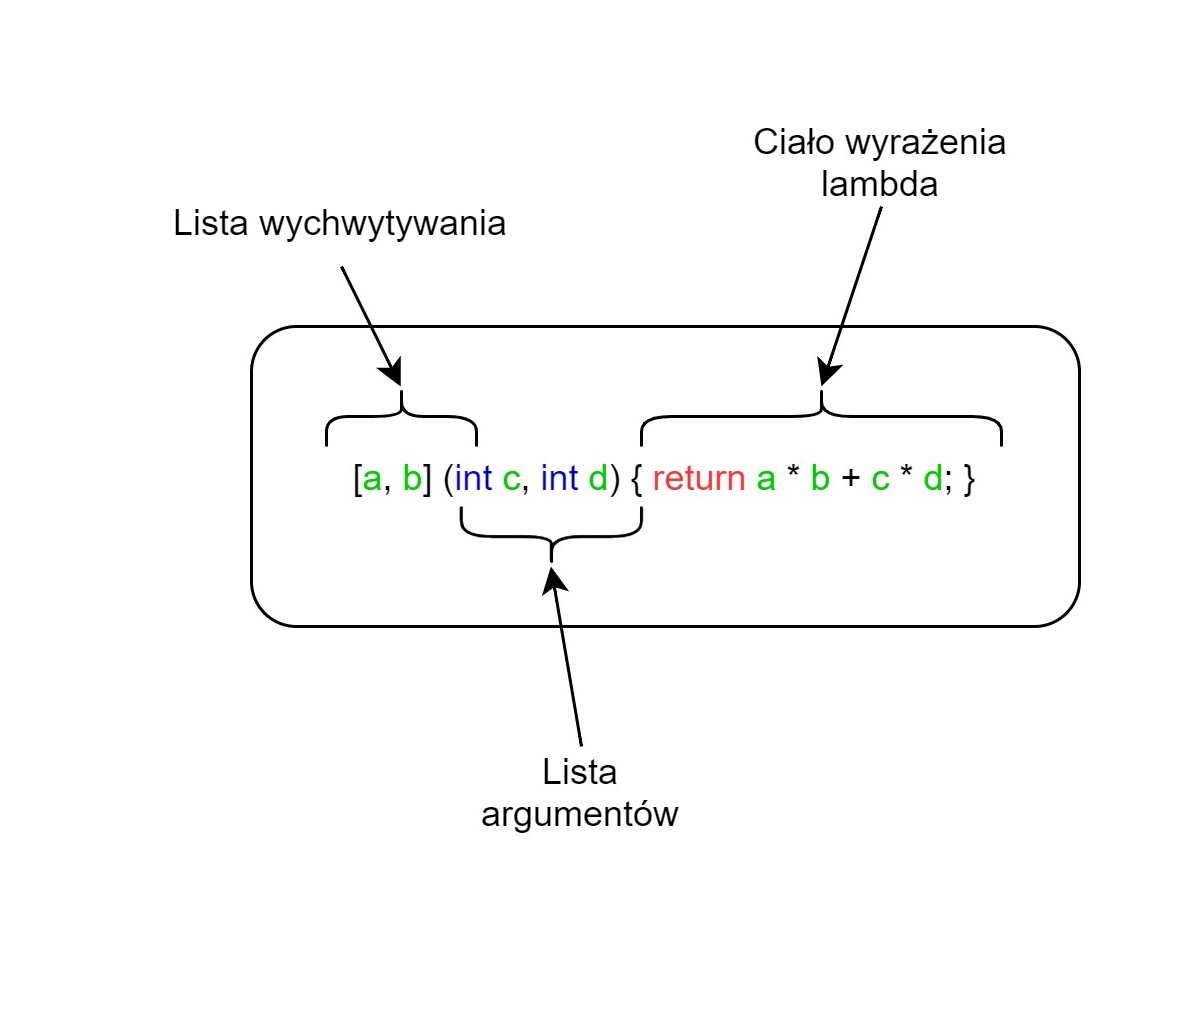 Ciało wyrażenia
lambda
Lista wychwytywania
[a, b] (int c, int d) { return a * b + c * d; }
Lista
argumentów